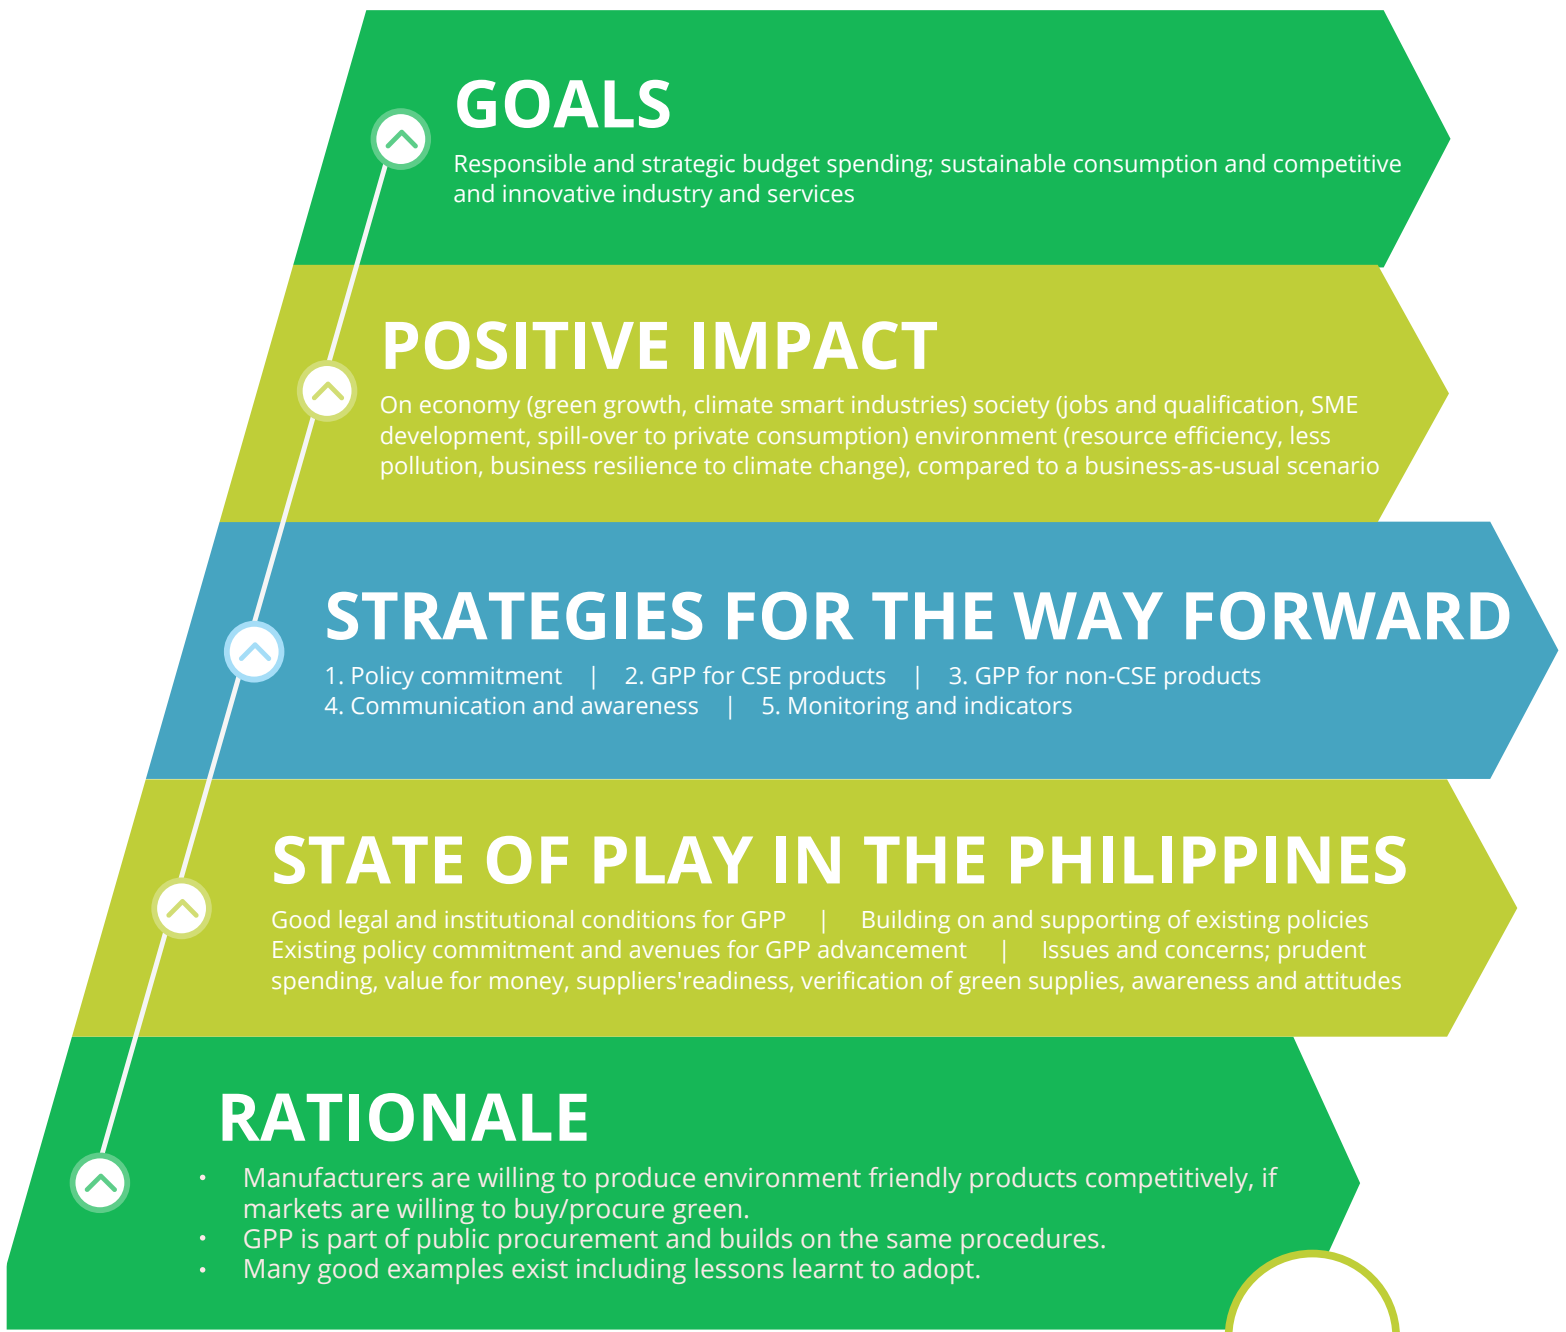 GOALS
Responsible and strategic budget spending; sustainable consumption and competitive
and innovative industry and services
POSITIVE IMPACT
On economy (green growth, climate smart industries) society (jobs and qualification, SME
development, spill-over to private consumption) environment (resource efficiency, less
pollution, business resilience to climate change), compared to a business-as-usual scenario
STRATEGIES FOR THE WAY FORWARD
1. Policy commitment | 2. GPP for CSE products | 3. GPP for non-CSE products
4. Communication and awareness | 5. Monitoring and indicators
STATE OF PLAY IN THE PHILIPPINES
Good legal and institutional conditions for GPP | Building on and supporting of existing policies
Existing policy commitment and avenues for GPP advancement | Issues and concerns; prudent
spending, value for money, suppliers'readiness, verification of green supplies, awareness and attitudes
RATIONALE
• Manufacturers are willing to produce environment friendly products competitively, if
markets are willing to buy/procure green.
• GPP is part of public procurement and builds on the same procedures.
• Many good examples exist including lessons learnt to adopt.